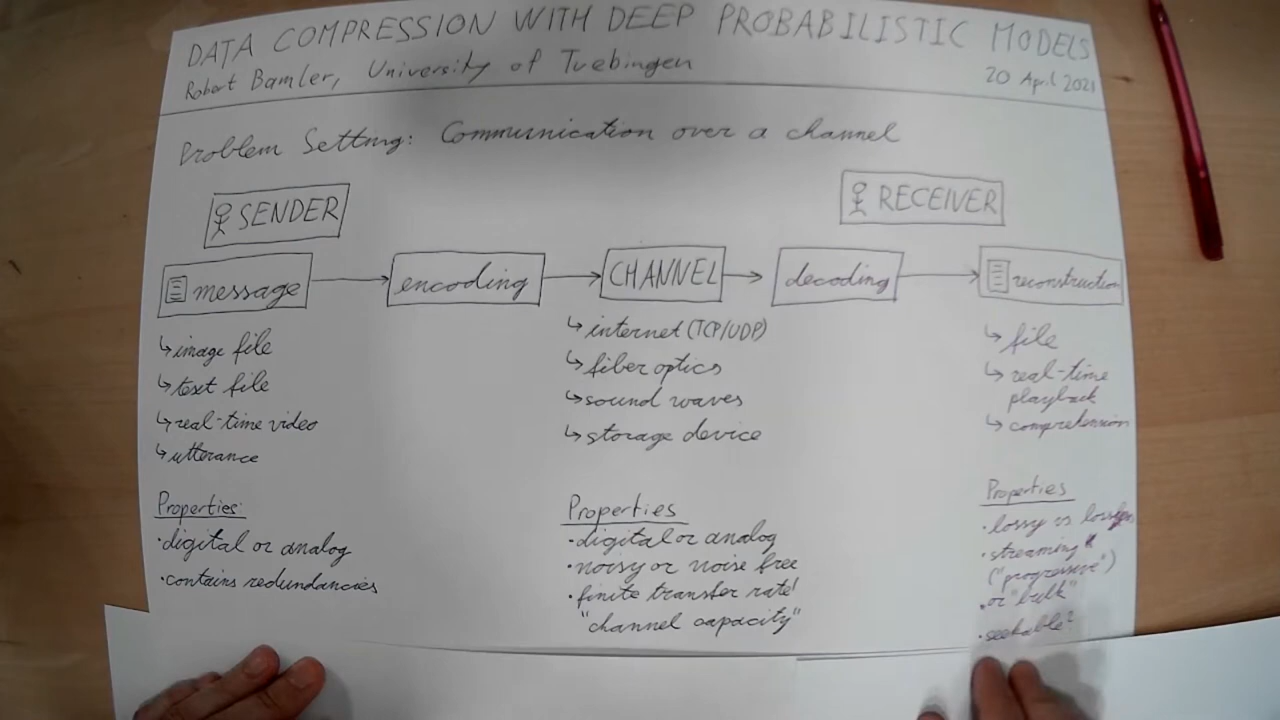 DATA COMPRESSION WITH DEEP PROBABILISTIC MODELS
Robert Bamler, University of Tuebingen
20 April 2021
Problem Setting: Communication over a channel
SENDER
RECEIVER
message
encoding
CHANNEL
decoding
reconstruction
↳ image file
↳ text file
↳ real-time video
↳ utterance
Properties:
· digital or analog
· contains redundancies
↳ internet (TCP/UDP)
↳ fiber optics
↳ sound waves
↳ storage device
Properties
· digital or analog
· noisy or noise free
· finite transfer rate
"channel capacity"
↳ file
↳ real-time
playback
↳ comprehension
Properties
· lossy vs lossless
· streaming"
("progressive")
· or "bulk"
· seekable?